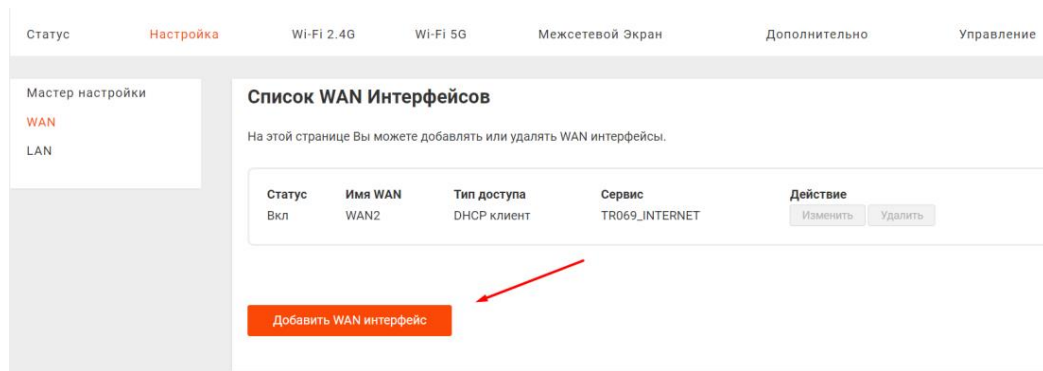 Статус Настройка Wi-Fi 2.4G Wi-Fi 5G Межсетевой Экран Дополнительно Управление
Мастер настройки
WAN
LAN
Список WAN Интерфейсов
На этой странице Вы можете добавлять или удалять WAN интерфейсы.
Статус Имя WAN Тип доступа Сервис Действие
Вкл WAN2 DHCP клиент TR069_INTERNET Изменить Удалить
Добавить WAN интерфейс